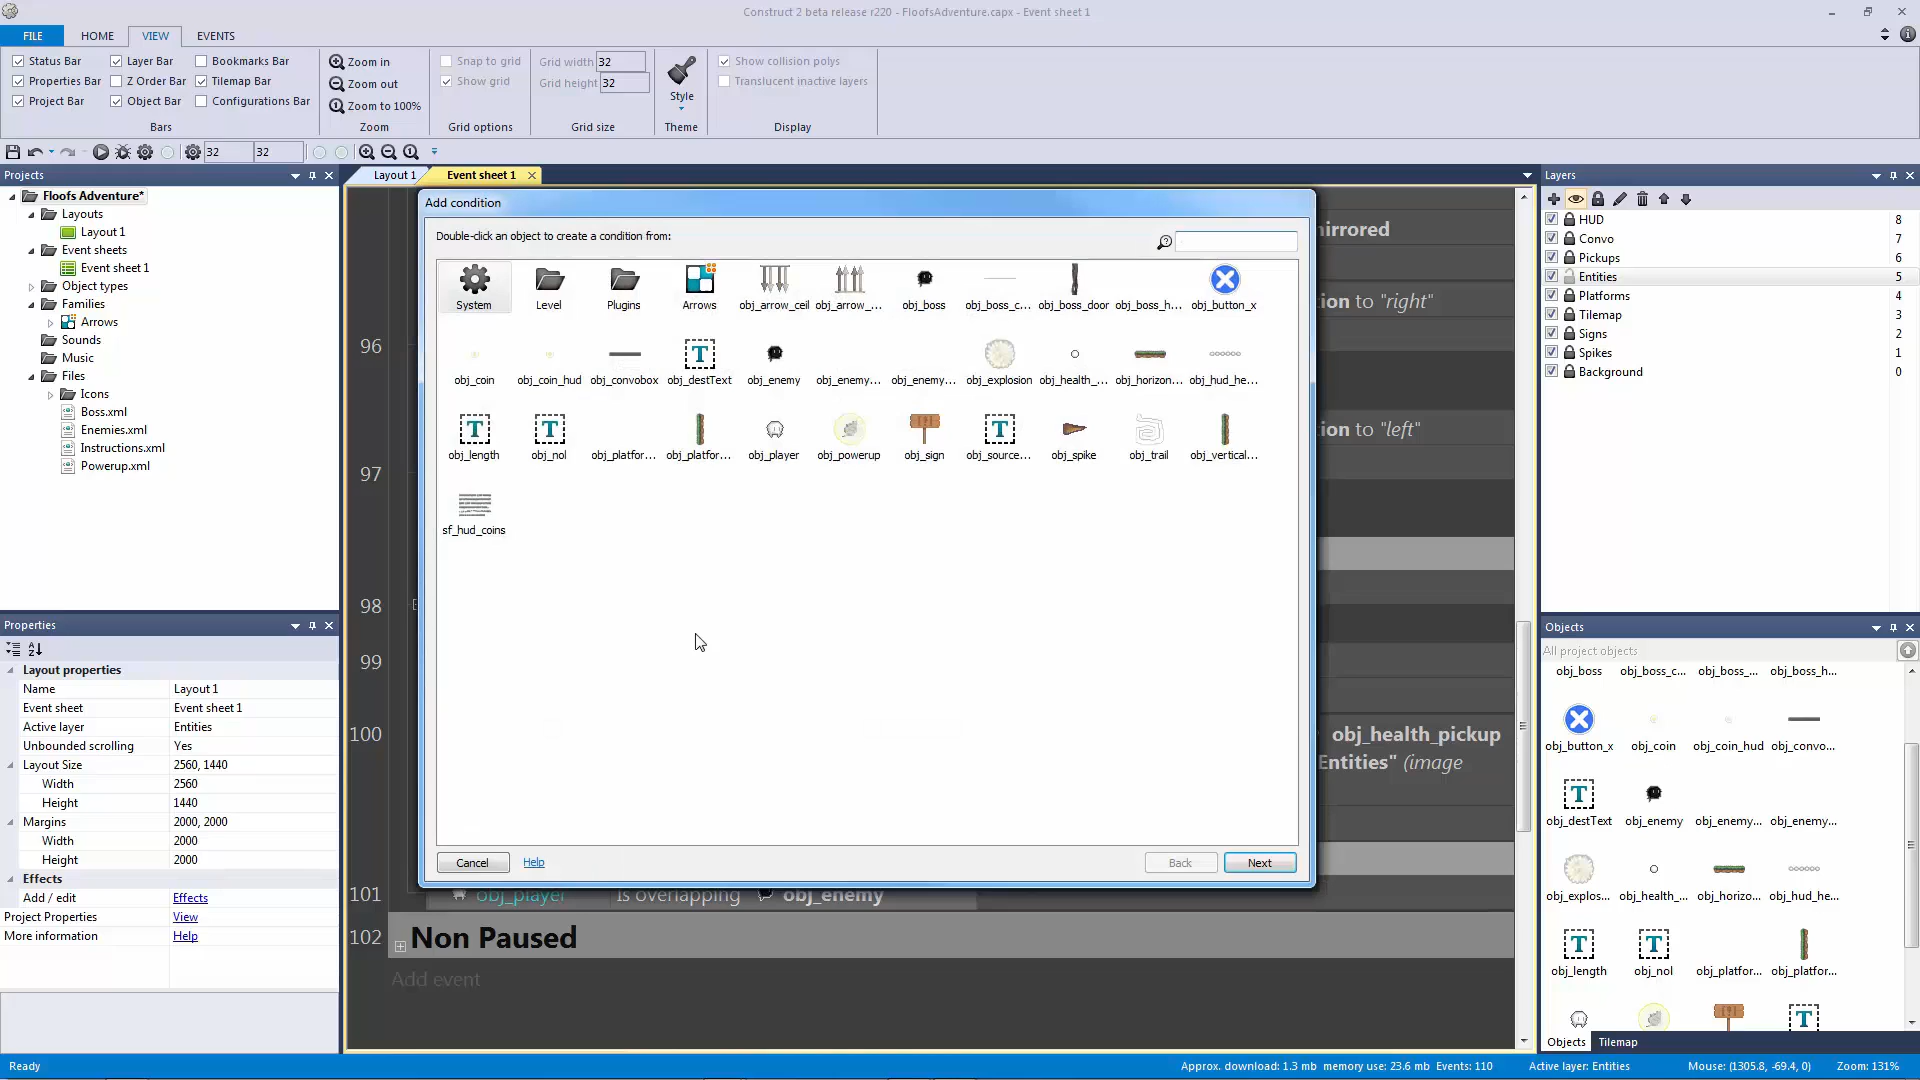 Construct 2 beta release r220 - FloofsAdventure.capx - Event sheet 1
FILE
HOME
VIEW
EVENTS
Status Bar
Layer Bar
Bookmarks Bar
Properties Bar
Z Order Bar
Tilemap Bar
Project Bar
Object Bar
Configurations Bar
Bars
Zoom in
Zoom out
Zoom to 100%
Zoom
Snap to grid
Show grid
Grid options
Grid width 32
Grid height 32
Grid size
Style
Theme
Show collision polys
Translucent inactive layers
Display
32
32
Projects
Floofs Adventure*
Layouts
Layout 1
Event sheets
Event sheet 1
Object types
Families
Arrows
Sounds
Music
Files
Icons
Boss.xml
Enemies.xml
Instructions.xml
Powerup.xml
Properties
Layout properties
Name Layout 1
Event sheet Event sheet 1
Active layer Entities
Unbounded scrolling Yes
Layout Size 2560, 1440
Width 2560
Height 1440
Margins 2000, 2000
Width 2000
Height 2000
Effects
Add / edit Effects
Project Properties View
More information Help
Layout 1
Event sheet 1
Add condition
Double-click an object to create a condition from:
System
Level
Plugins
Arrows
obj_arrow_ceil
obj_arrow_...
obj_boss
obj_boss_c...
obj_boss_door
obj_boss_h...
obj_button_x
obj_coin
obj_coin_hud
obj_convobox
obj_destText
obj_enemy
obj_enemy...
obj_enemy...
obj_explosion
obj_health_...
obj_horizon...
obj_hud_he...
obj_length
obj_nol
obj_platfor...
obj_platfor...
obj_player
obj_powerup
obj_sign
obj_source...
obj_spike
obj_trail
obj_vertical...
sf_hud_coins
Cancel
Help
Back
Next
irrored
ion to "right"
96
ion to "left"
97
98
99
100
obj_health_pickup
Entities" (image
101
obj_player
Is overlapping
obj_enemy
102
Non Paused
Add event
Layers
HUD 8
Convo 7
Pickups 6
Entities 5
Platforms 4
Tilemap 3
Signs 2
Spikes 1
Background 0
Objects
All project objects
obj_boss
obj_boss_c...
obj_boss_...
obj_boss_h...
obj_button_x
obj_coin
obj_coin_hud
obj_convo...
obj_destText
obj_enemy
obj_enemy...
obj_enemy...
obj_explos...
obj_health_...
obj_horizo...
obj_hud_he...
obj_length
obj_nol
obj_platfor...
obj_platfor...
Objects
Tilemap
Ready
Approx. download: 1.3 mb memory use: 23.6 mb Events: 110
Active layer: Entities
Mouse: (1305.8, -69.4, 0)
Zoom: 131%